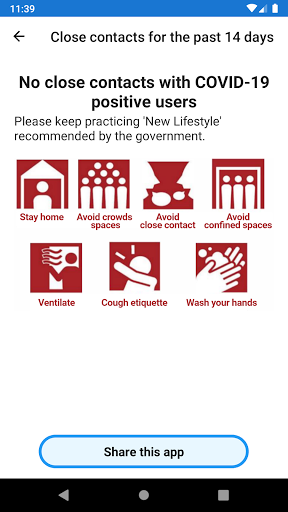 11:39
Close contacts for the past 14 days
No close contacts with COVID-19
positive users
Please keep practicing 'New Lifestyle'
recommended by the government.
Stay home
Avoid crowds
spaces
Avoid
close contact
Avoid
confined spaces
Ventilate
Cough etiquette
Wash your hands
Share this app